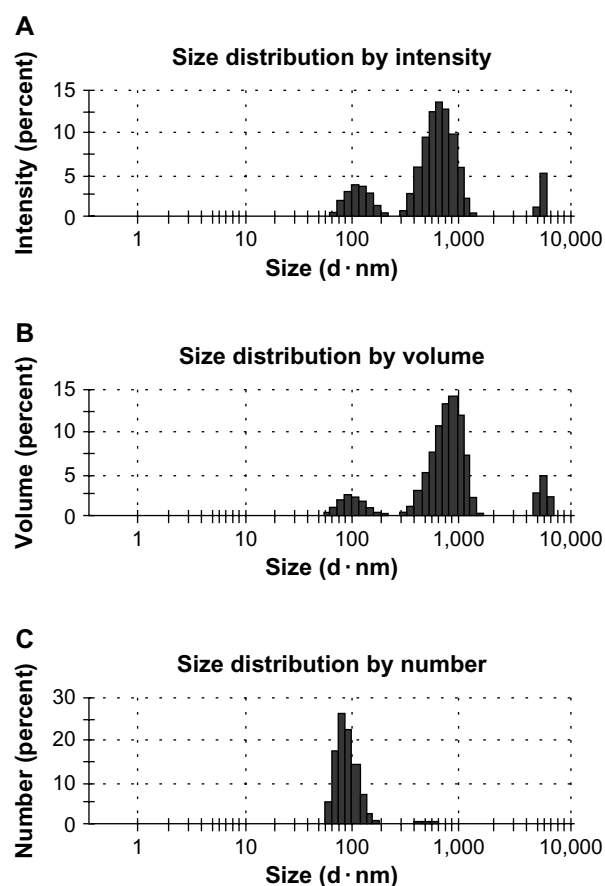 A
Size distribution by intensity
Intensity (percent)
15
10
5
0
1 10 100 1,000 10,000
Size (d·nm)
B
Size distribution by volume
Volume (percent)
15
10
5
0
1 10 100 1,000 10,000
Size (d·nm)
C
Size distribution by number
Number (percent)
30
20
10
0
1 10 100 1,000 10,000
Size (d·nm)